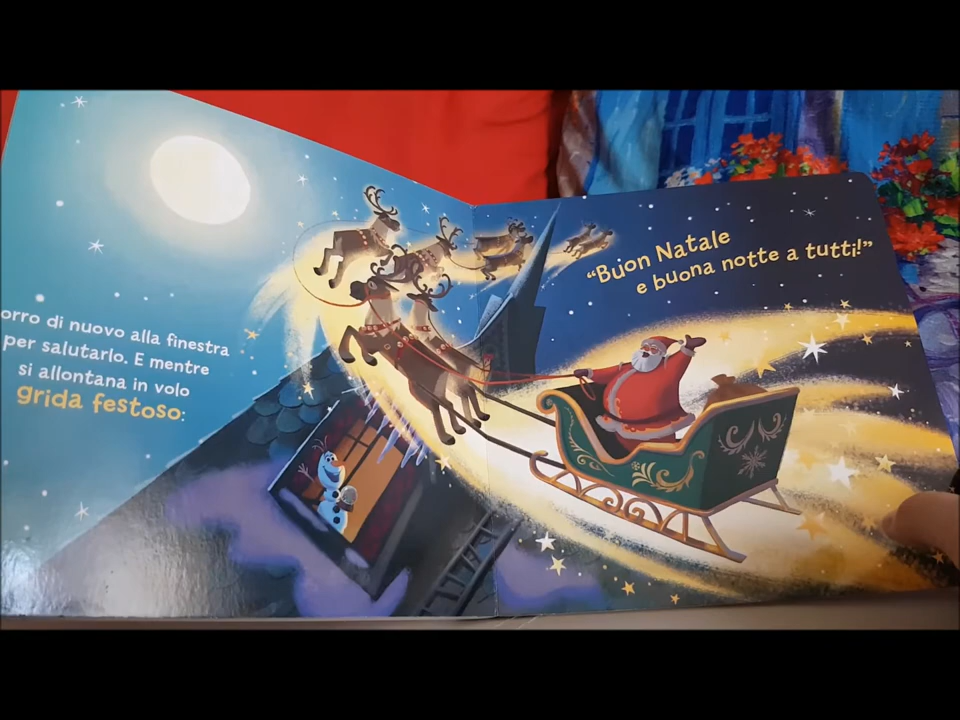 orro di nuovo alla finestra
per salutarlo. E mentre
si allontana in volo
grida festoso:
“Buon Natale
e buona notte a tutti!”